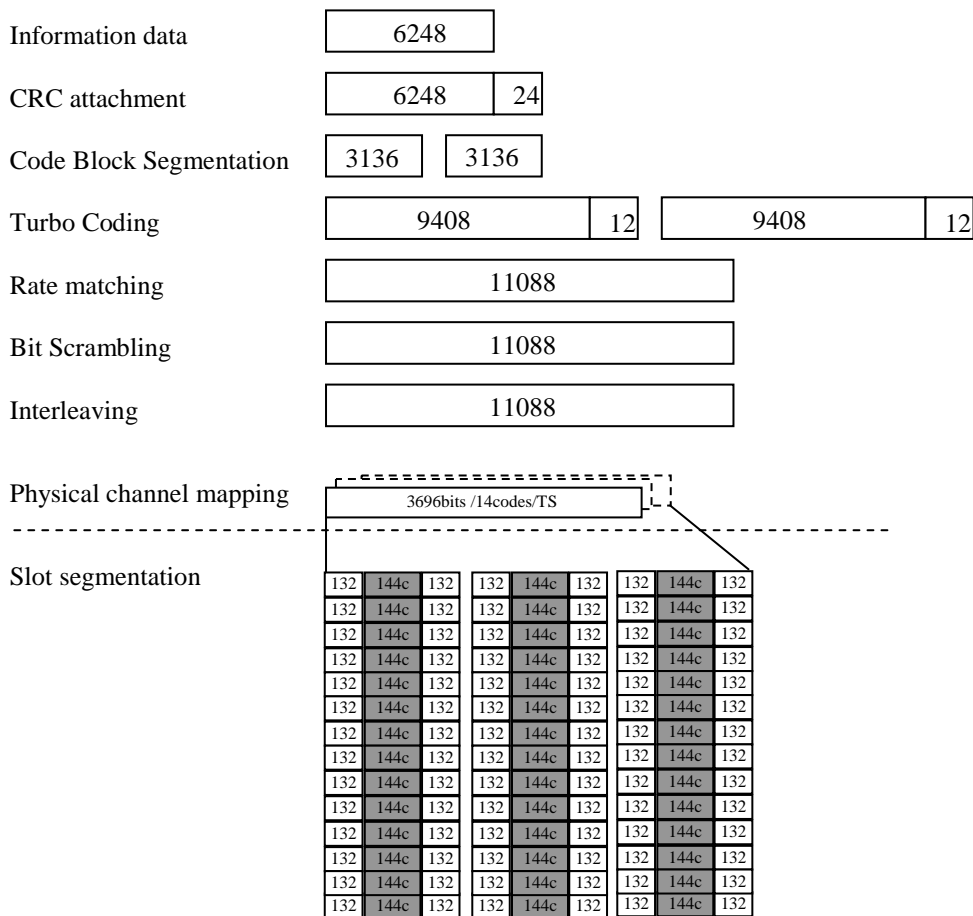 Information data 6248
CRC attachment 6248 24
Code Block Segmentation 3136 3136
Turbo Coding 9408 12 9408 12
Rate matching 11088
Bit Scrambling 11088
Interleaving 11088
Physical channel mapping 3696bits /14codes/TS
Slot segmentation
132 144c 132 132 144c 132 132 144c 132
132 144c 132 132 144c 132 132 144c 132
132 144c 132 132 144c 132 132 144c 132
132 144c 132 132 144c 132 132 144c 132
132 144c 132 132 144c 132 132 144c 132
132 144c 132 132 144c 132 132 144c 132
132 144c 132 132 144c 132 132 144c 132
132 144c 132 132 144c 132 132 144c 132
132 144c 132 132 144c 132 132 144c 132
132 144c 132 132 144c 132 132 144c 132
132 144c 132 132 144c 132 132 144c 132
132 144c 132 132 144c 132 132 144c 132
132 144c 132 132 144c 132 132 144c 132
132 144c 132 132 144c 132 132 144c 132